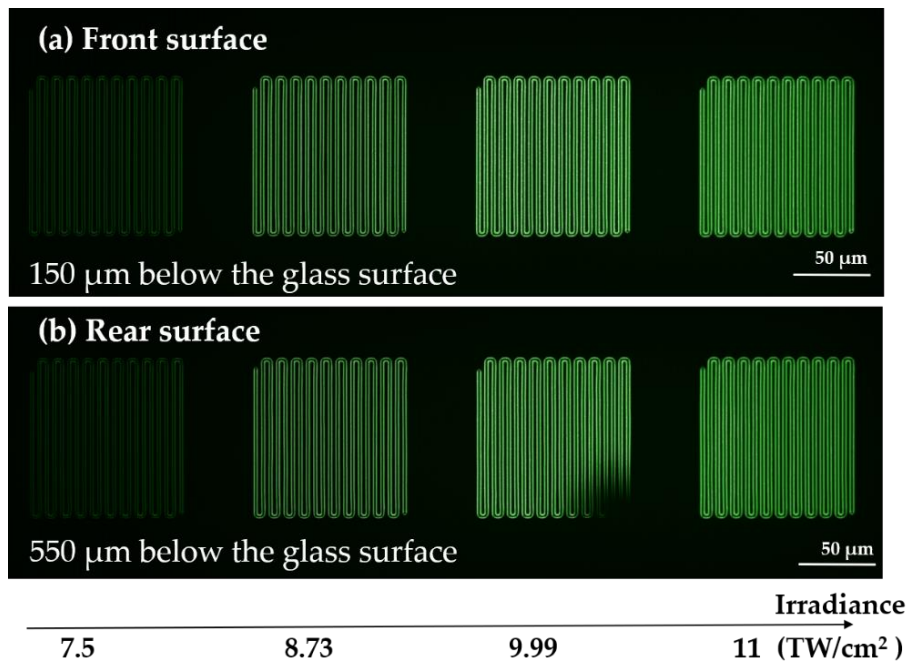 (a) Front surface
150 μm below the glass surface
50 μm
(b) Rear surface
550 μm below the glass surface
50 μm
Irradiance
7.5 8.73 9.99 11 (TW/cm² )